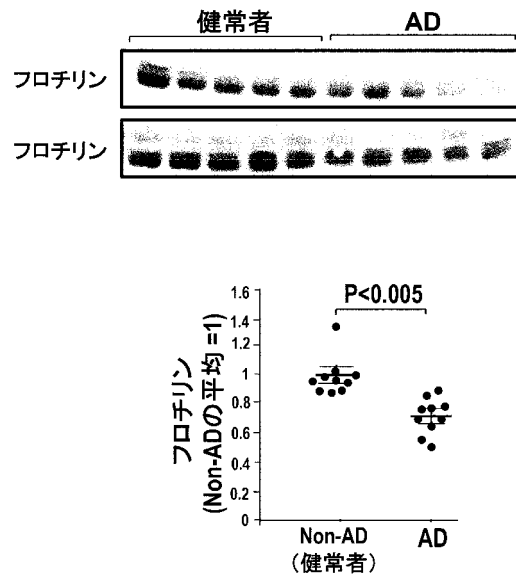 健常者 AD
フロチリン
フロチリン
P<0.005
フロチリン
(Non-ADの平均=1)
1.6
1.4
1.2
1
0.8
0.6
0.4
0.2
0
Non-AD
(健常者)
AD